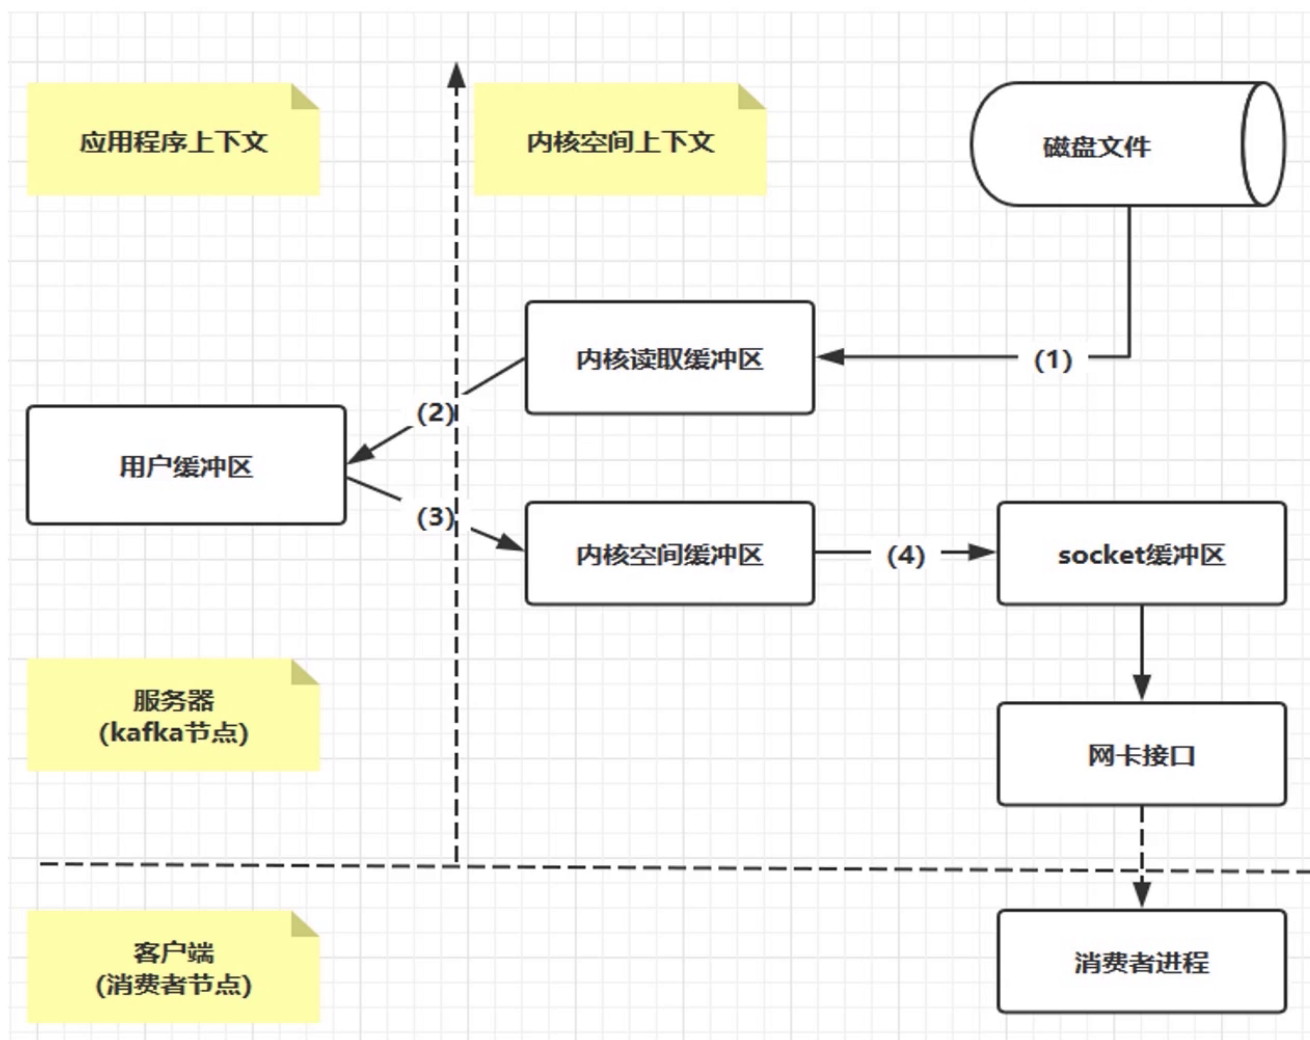 应用程序上下文
内核空间上下文
磁盘文件
内核读取缓冲区
(1)
(2)
用户缓冲区
(3)
内核空间缓冲区
(4)
socket缓冲区
服务器
(kafka节点)
网卡接口
客户端
(消费者节点)
消费者进程